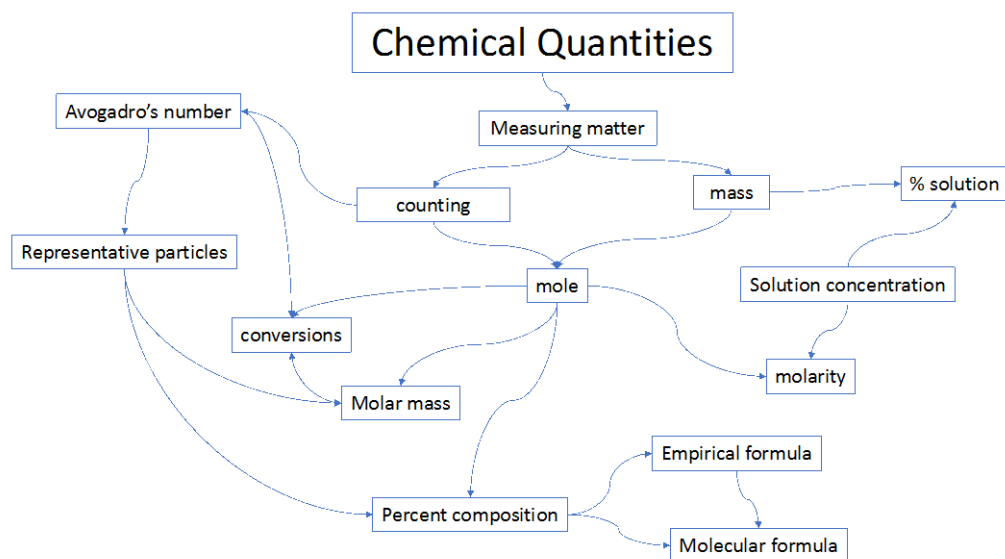 Chemical Quantities
Avogadro's number
Measuring matter
counting
mass
% solution
Representative particles
mole
Solution concentration
conversions
molarity
Molar mass
Empirical formula
Percent composition
Molecular formula